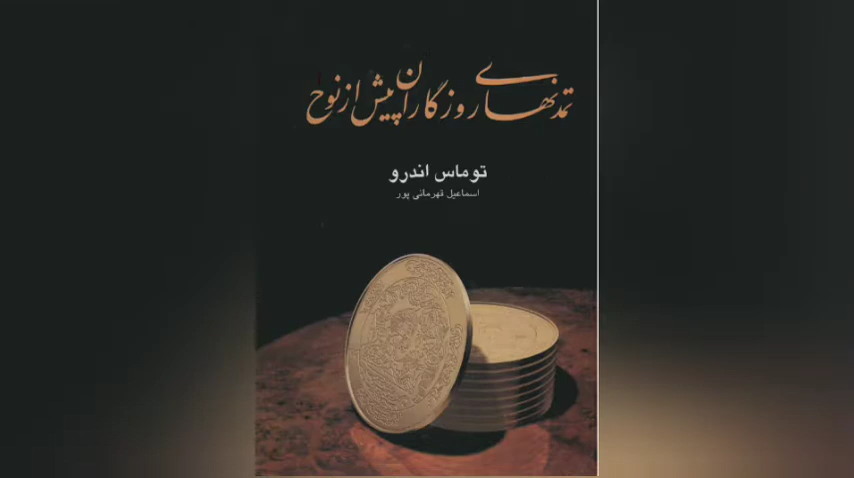 تمدنهای روزگاران پیش از نوح
توماس اندرو
اسماعیل قهرمانی پور